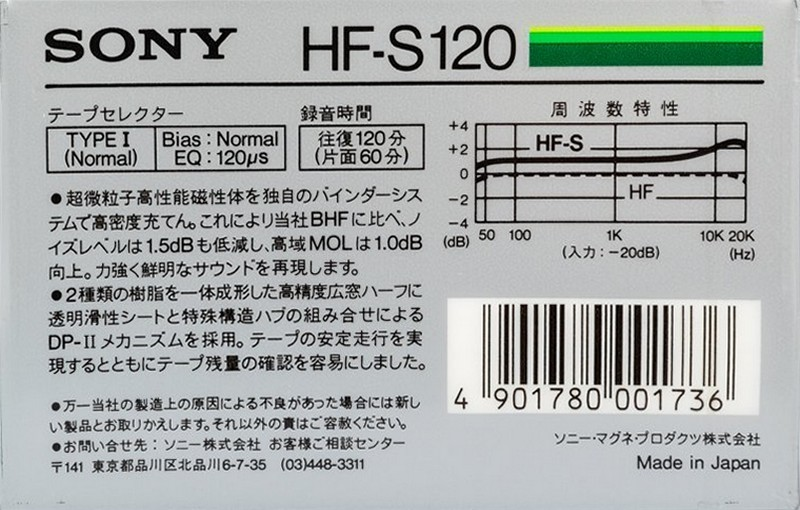 SONY HF-S120
テープセレクター
TYPE I
(Normal)
Bias : Normal
EQ : 120μs
録音時間
往復120分
(片面60分)
周波数特性
+4
+2
0
−2
−4
(dB)
HF-S
HF
50 100 1K 10K 20K
(入力:−20dB) (Hz)
●超微粒子高性能磁性体を独自のバインダーシス
テムで高密度充てん。これにより当社BHFに比べ、ノ
イズレベルは1.5dBも低減し、高域MOLは1.0dB
向上。力強く鮮明なサウンドを再現します。
●2種類の樹脂を一体成形した高精度広窓ハーフに
透明滑性シートと特殊構造ハブの組み合せによる
DP-IIメカニズムを採用。テープの安定走行を実
現するとともにテープ残量の確認を容易にしました。
●万一当社の製造上の原因による不良があった場合には新し
い製品とお取りかえします。それ以外の責はご容赦ください。
●お問い合せ先:ソニー株式会社 お客様ご相談センター
〒141 東京都品川区北品川6-7-35 (03)448-3311
4 901780 001736
ソニー・マグネ・プロダクツ株式会社
Made in Japan